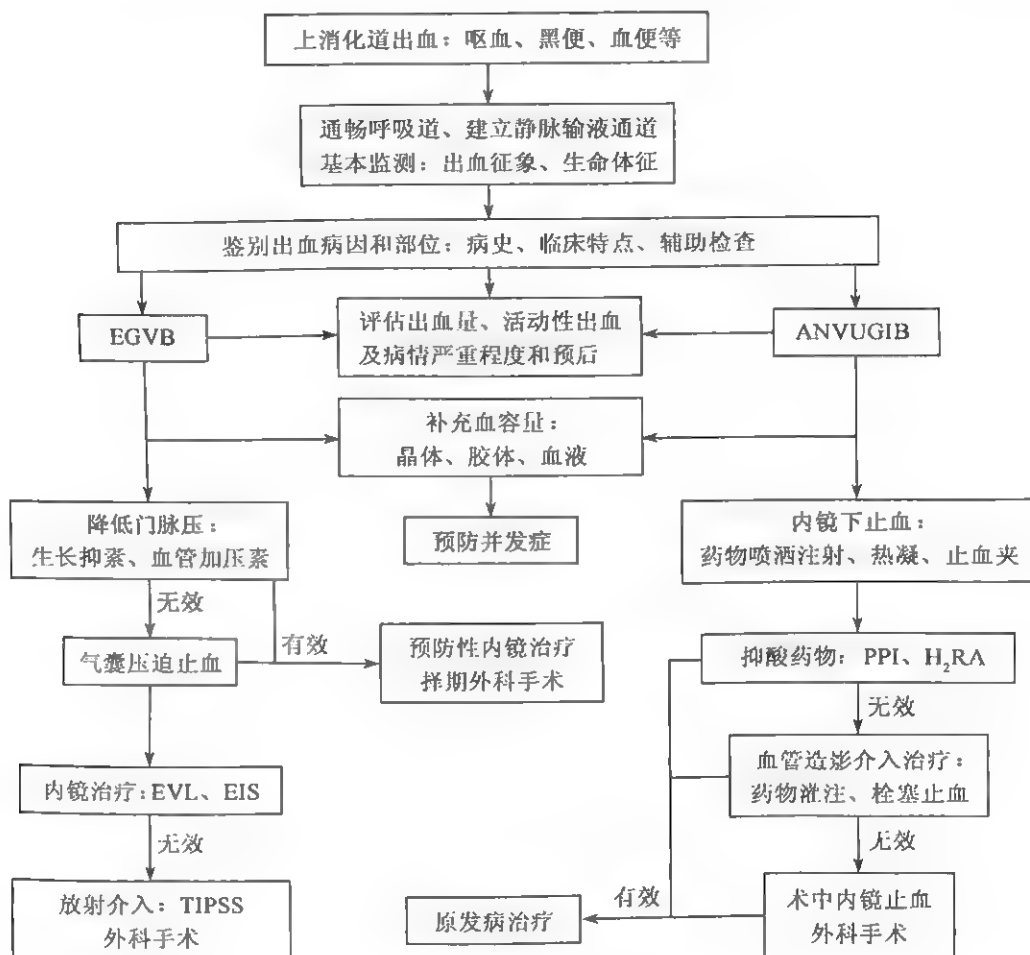 上消化道出血：呕血、黑便、血便等
通畅呼吸道、建立静脉输液通道
基本监测：出血征象、生命体征
鉴别出血病因和部位：病史、临床特点、辅助检查
EGVB
评估出血量、活动性出血
及病情严重程度和预后
ANVUGIB
补充血容量：
晶体、胶体、血液
降低门脉压：
生长抑素、血管加压素
预防并发症
内镜下止血：
药物喷洒注射、热凝、止血夹
无效
气囊压迫止血
有效
预防性内镜治疗
择期外科手术
抑酸药物：PPI、H₂RA
无效
内镜治疗：EVL、EIS
血管造影介入治疗：
药物灌注、栓塞止血
无效
无效
放射介入：TIPSS
外科手术
原发病治疗
有效
术中内镜止血
外科手术